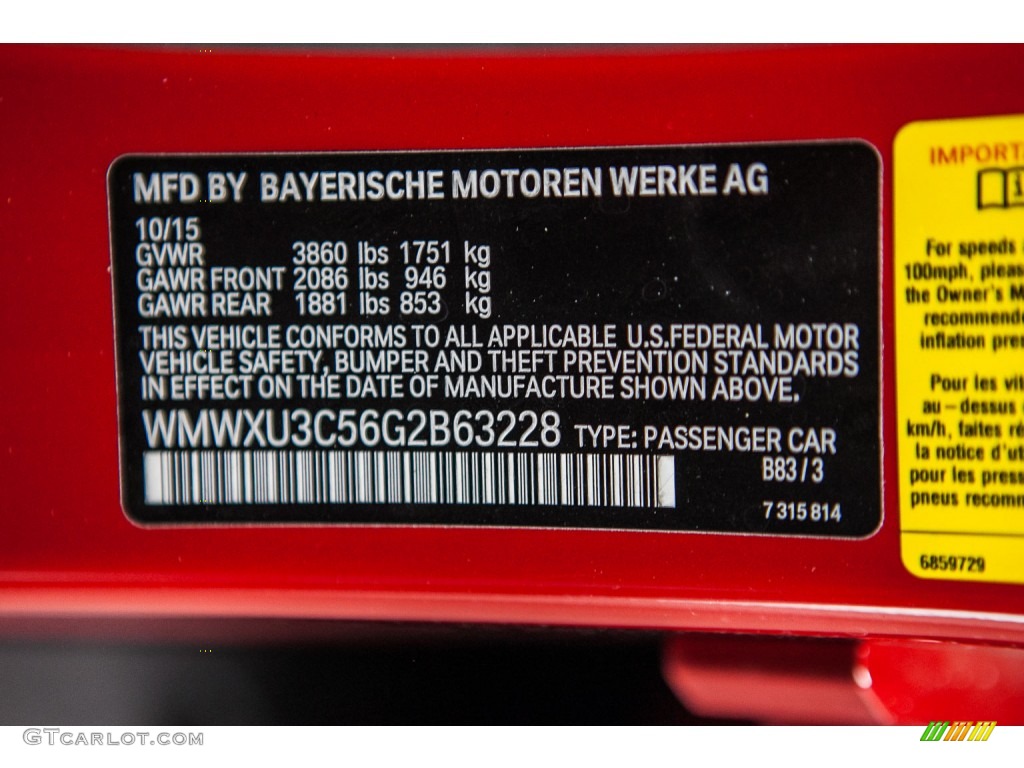 MFD BY BAYERISCHE MOTOREN WERKE AG
10/15
GVWR 3860 lbs 1751 kg
GAWR FRONT 2086 lbs 946 kg
GAWR REAR 1881 lbs 853 kg
THIS VEHICLE CONFORMS TO ALL APPLICABLE U.S.FEDERAL MOTOR
VEHICLE SAFETY, BUMPER AND THEFT PREVENTION STANDARDS
IN EFFECT ON THE DATE OF MANUFACTURE SHOWN ABOVE.
WMWXU3C56G2B63228 TYPE: PASSENGER CAR
B83/3
7 315 814
IMPORT
For speeds
100mph, pleas
the Owner's M
recommende
inflation pre
Pour les vit
au-dessus
km/h, faites ré
la notice d'ut
pour les press
pneus recomm
6859729
GTCARLOT.COM